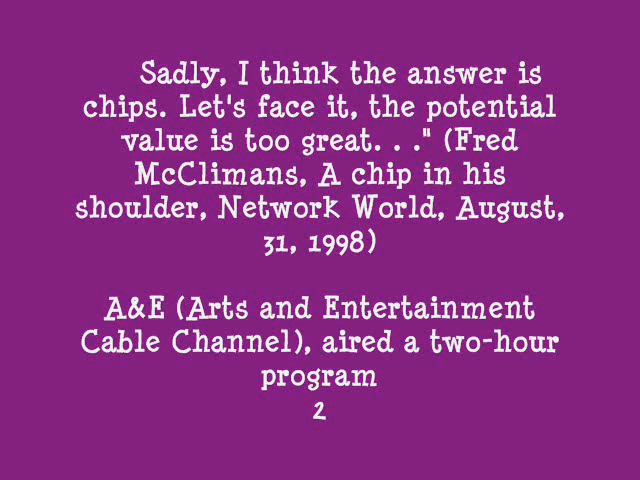 Sadly, I think the answer is
chips. Let's face it, the potential
value is too great. . ." (Fred
McClimans, A chip in his
shoulder, Network World, August,
31, 1998)
A&E (Arts and Entertainment
Cable Channel), aired a two-hour
program
2